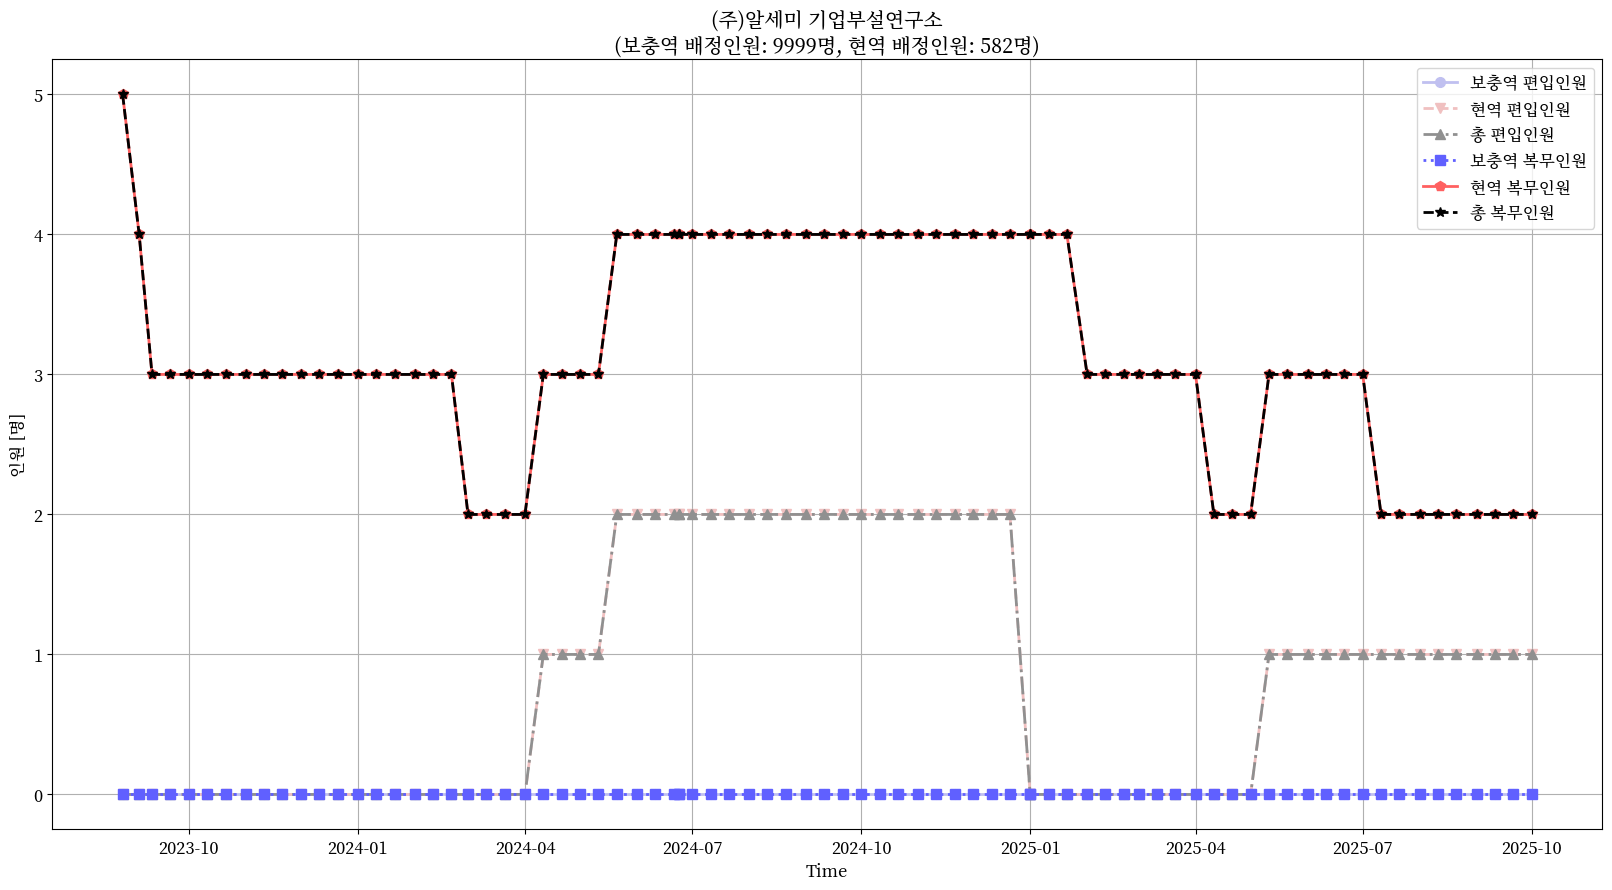 (주)알세미 기업부설연구소
(보충역 배정인원: 9999명, 현역 배정인원: 582명)
보충역 편입인원
현역 편입인원
총 편입인원
보충역 복무인원
현역 복무인원
총 복무인원
인원 [명]
5
4
3
2
1
0
2023-10
2024-01
2024-04
2024-07
2024-10
2025-01
2025-04
2025-07
2025-10
Time